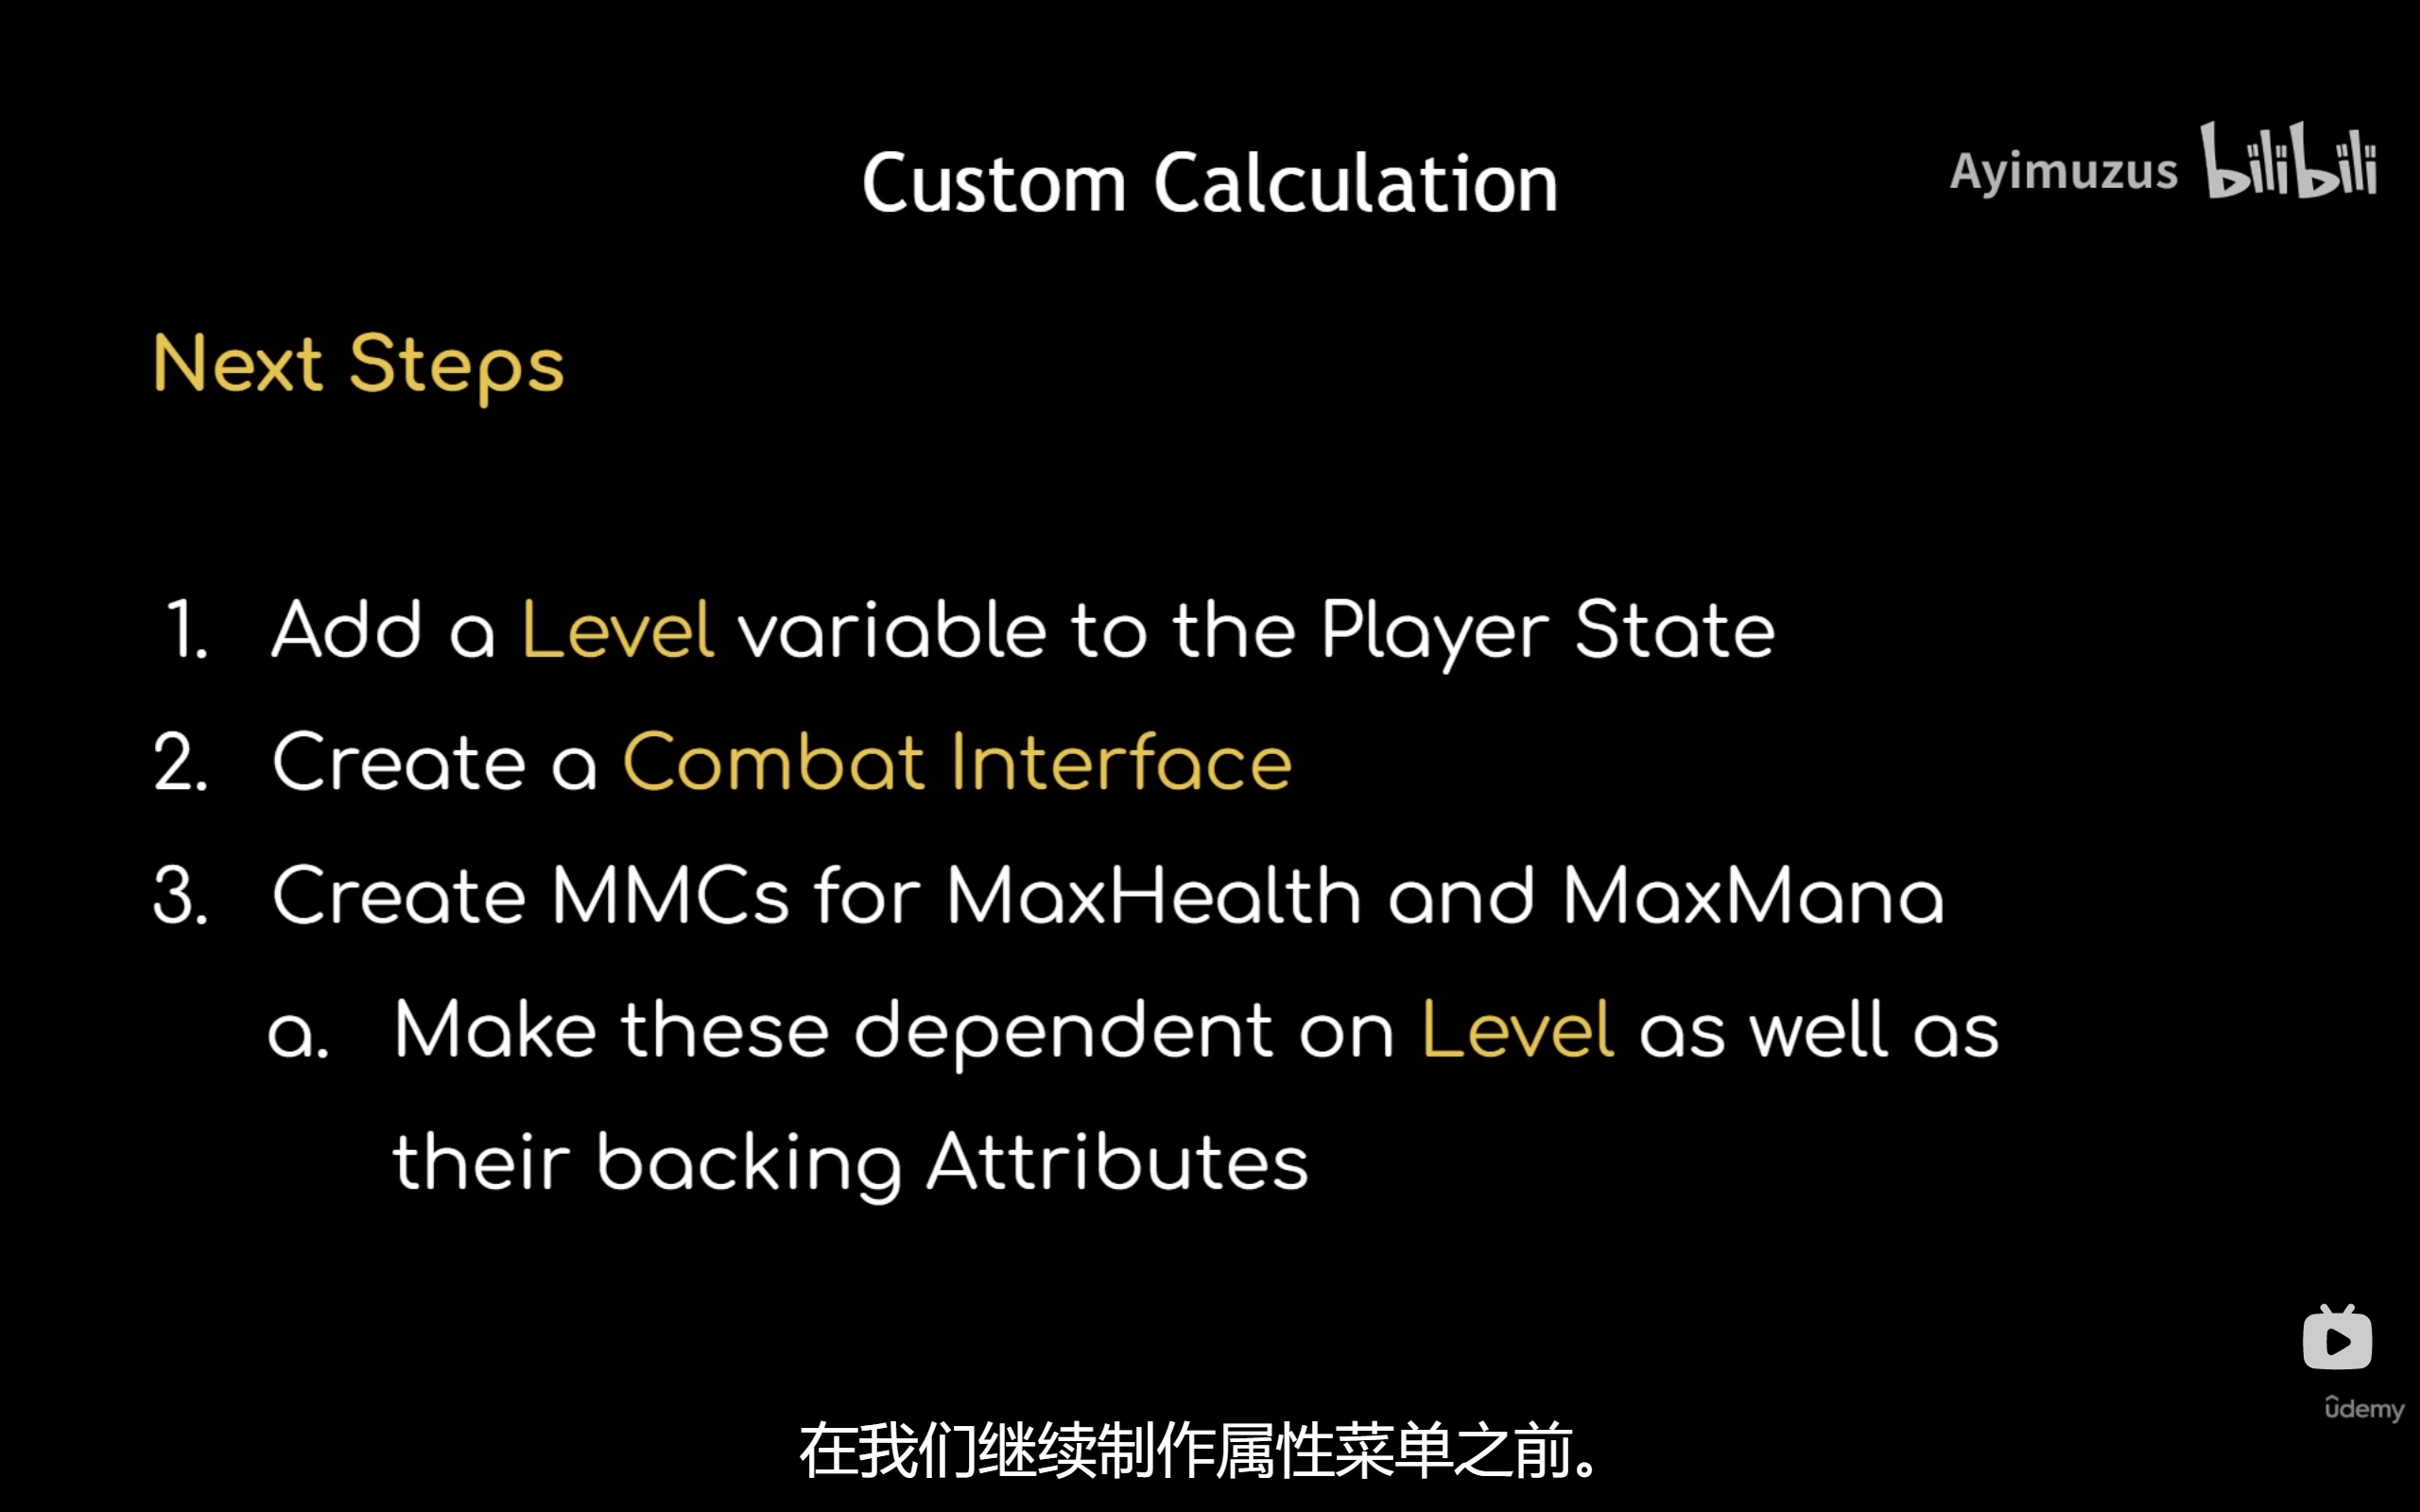 Custom Calculation
Ayimuzus bilibili
Next Steps
1. Add a Level variable to the Player State
2. Create a Combat Interface
3. Create MMCs for MaxHealth and MaxMana
a. Make these dependent on Level as well as
their backing Attributes
ûdemy
在我们继续制作属性菜单之前。